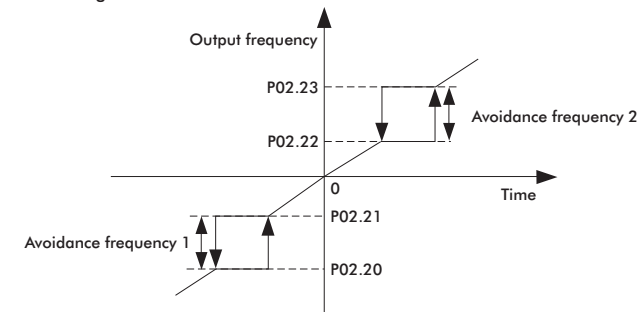 Output frequency
P02.23
Avoidance frequency 2
P02.22
0
Time
P02.21
Avoidance frequency 1
P02.20